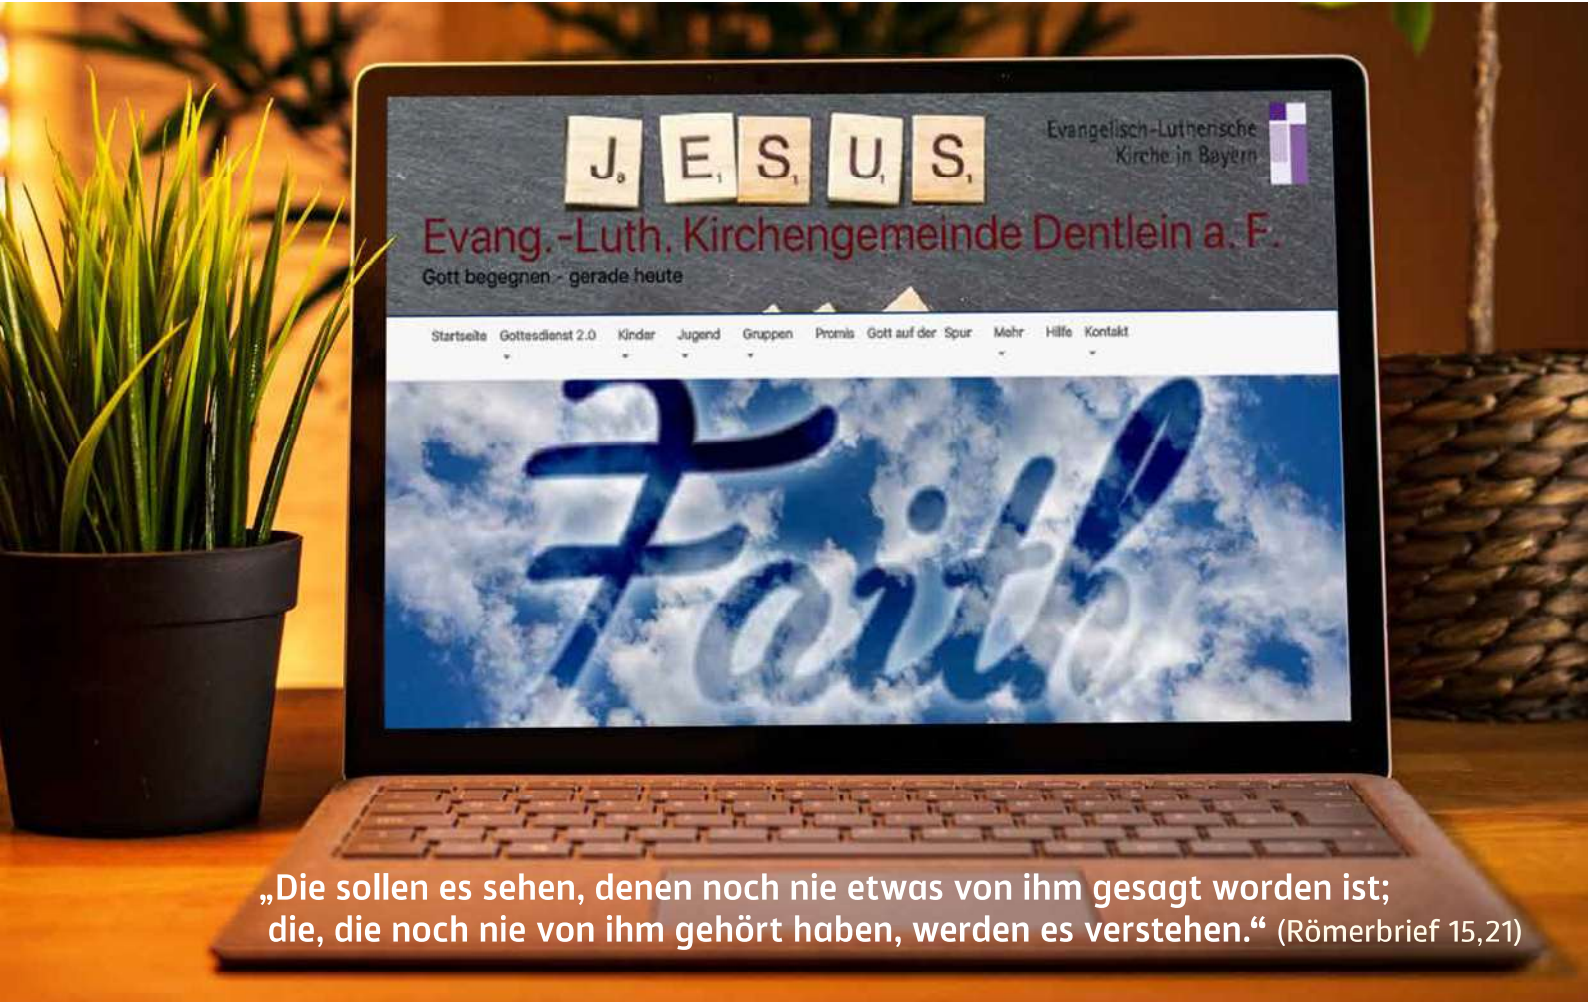 JESUS
Evangelisch-Lutherische
Kirche in Bayern
Evang.-Luth. Kirchengemeinde Dentlein a. F.
Gott begegnen - gerade heute
Startseite Gottesdienst 2.0 Kinder Jugend Gruppen Promis Gott auf der Spur Mehr Hilfe Kontakt
Faith
„Die sollen es sehen, denen noch nie etwas von ihm gesagt worden ist;
die, die noch nie von ihm gehört haben, werden es verstehen.“ (Römerbrief 15,21)